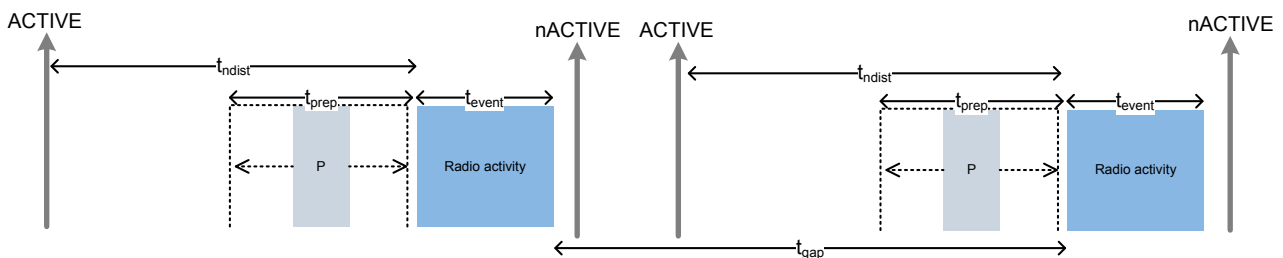 ACTIVE
nACTIVE
ACTIVE
nACTIVE
tndist
tndist
tprep
tevent
tprep
tevent
P
Radio activity
P
Radio activity
tgap